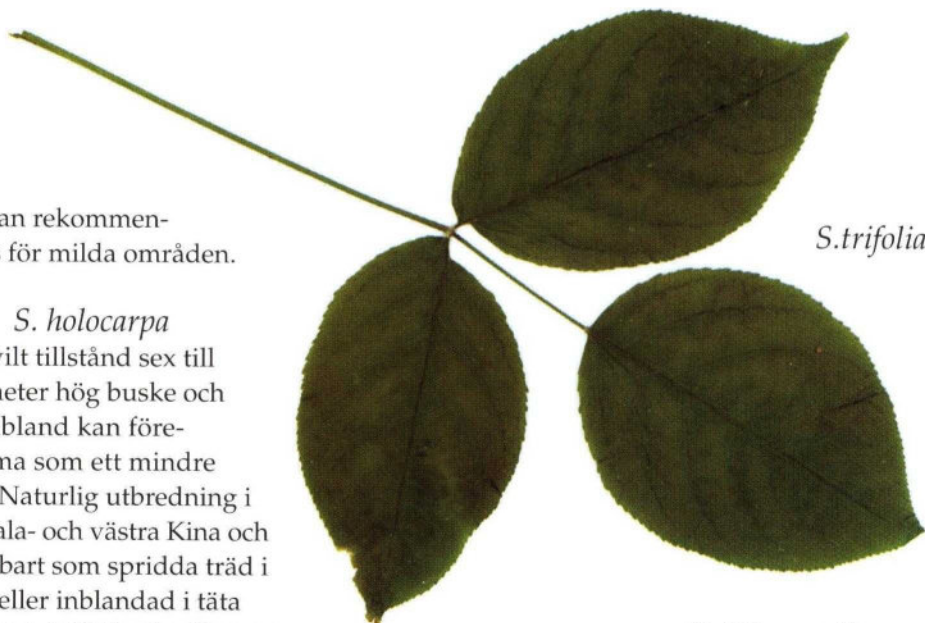 an rekommen-
för milda områden.
S. holocarpa
vilt tillstånd sex till
meter hög buske och
bland kan före-
ma som ett mindre
Naturlig utbredning i
ala- och västra Kina och
bart som spridda träd i
eller inblandad i täta
S.trifolia